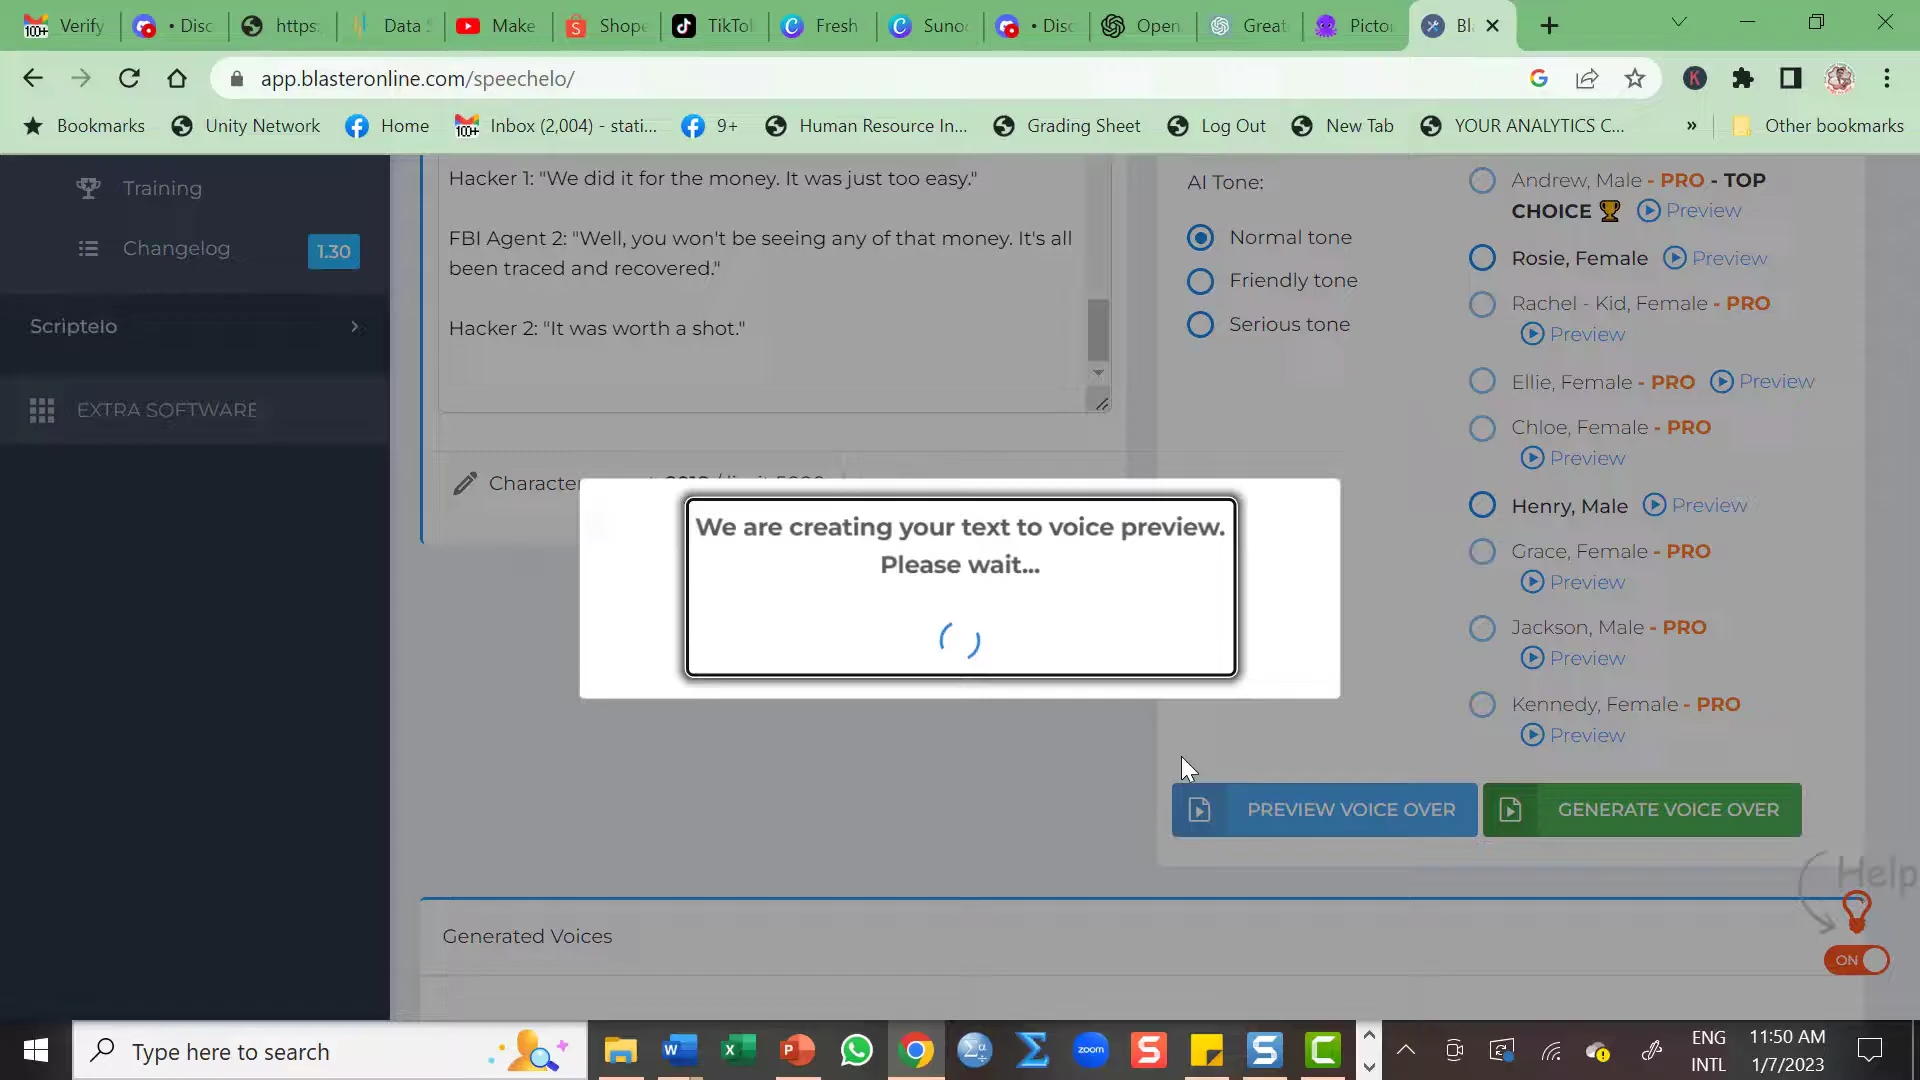 Verify
• Disc
https:
Data
Make
Shope
TikTo
Fresh
Suno
• Disc
Open
Great
Picto
Bl
app.blasteronline.com/speechelo/
Bookmarks
Unity Network
Home
Inbox (2,004) - stati...
9+
Human Resource In...
Grading Sheet
Log Out
New Tab
YOUR ANALYTICS C...
»
Other bookmarks
Training
Changelog
1.30
Scriptelo
EXTRA SOFTWARE
Hacker 1: "We did it for the money. It was just too easy."
FBI Agent 2: "Well, you won't be seeing any of that money. It's all
been traced and recovered."
Hacker 2: "It was worth a shot."
AI Tone:
Normal tone
Friendly tone
Serious tone
Andrew, Male - PRO - TOP
CHOICE Preview
Rosie, Female Preview
Rachel - Kid, Female - PRO
Preview
Ellie, Female - PRO Preview
Chloe, Female - PRO
Preview
Henry, Male Preview
Grace, Female - PRO
Preview
Jackson, Male - PRO
Preview
Kennedy, Female - PRO
Preview
We are creating your text to voice preview.
Please wait...
PREVIEW VOICE OVER
GENERATE VOICE OVER
Help
ON
Generated Voices
Type here to search
zoom
ENG
INTL
11:50 AM
1/7/2023